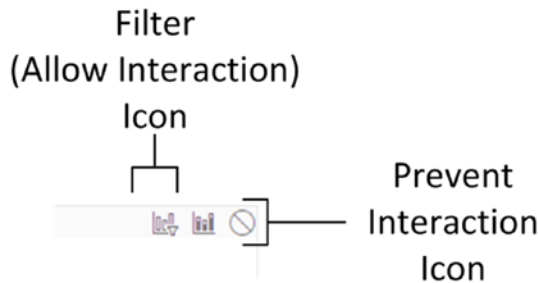 Filter
(Allow Interaction)
Icon
Prevent
Interaction
Icon